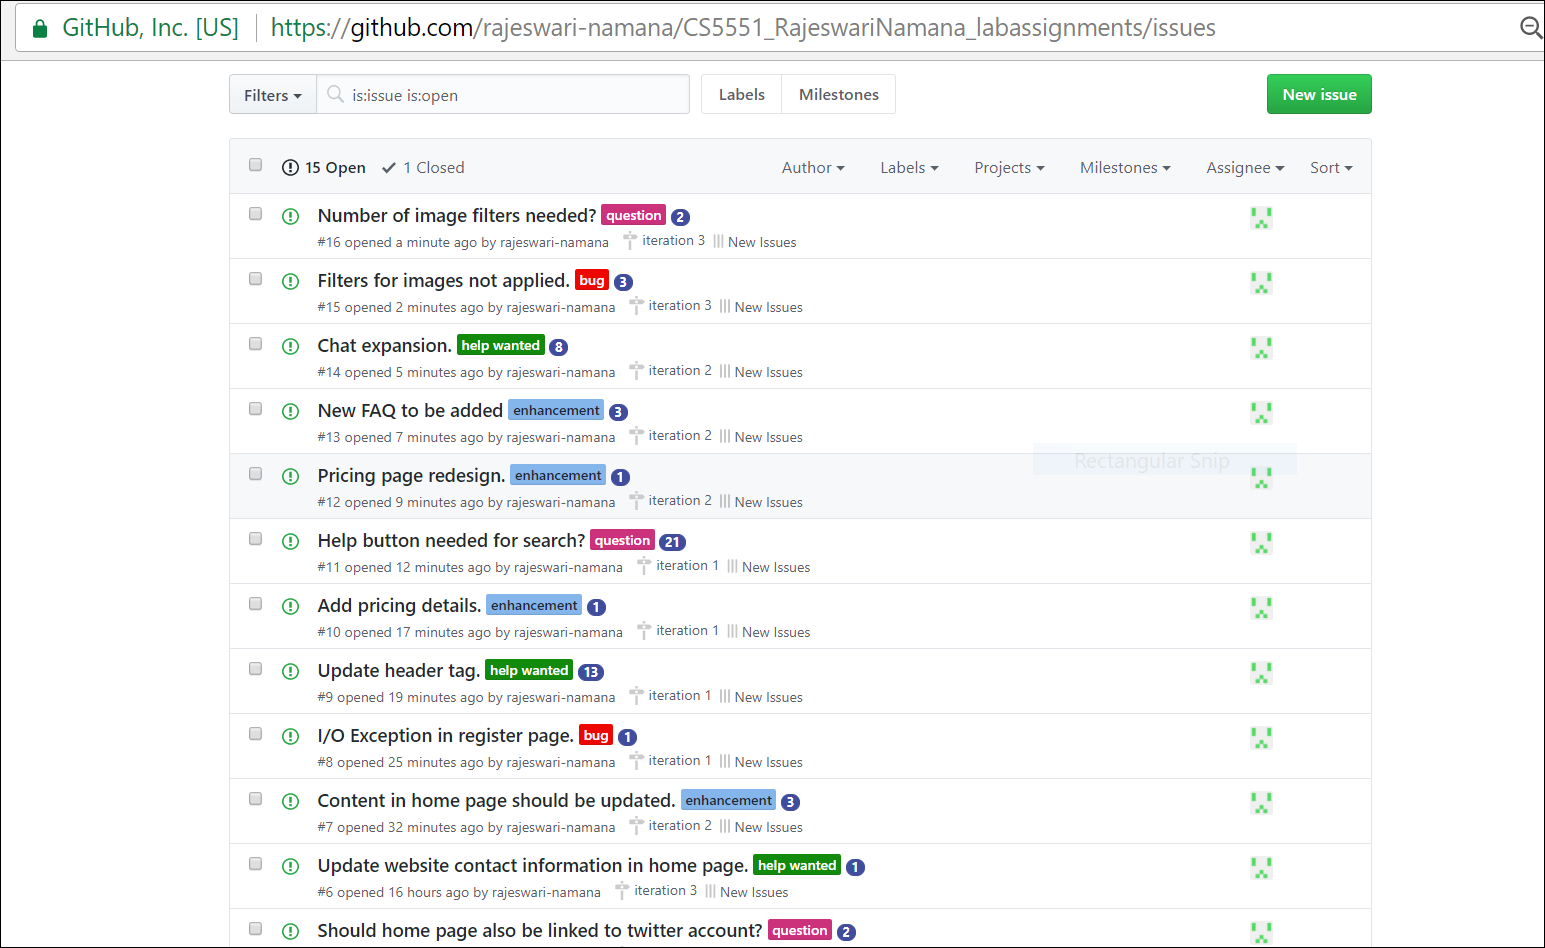 GitHub, Inc. [US] https://github.com/rajeswari-namana/CS5551_RajeswariNamana_labassignments/issues
Filters is:issue is:open Labels Milestones New issue
15 Open 1 Closed Author Labels Projects Milestones Assignee Sort
Number of image filters needed? question 2
#16 opened a minute ago by rajeswari-namana iteration 3 New Issues
Filters for images not applied. bug 3
#15 opened 2 minutes ago by rajeswari-namana iteration 3 New Issues
Chat expansion. help wanted 8
#14 opened 5 minutes ago by rajeswari-namana iteration 2 New Issues
New FAQ to be added enhancement 3
#13 opened 7 minutes ago by rajeswari-namana iteration 2 New Issues
Rectangular Snip
Pricing page redesign. enhancement 1
#12 opened 9 minutes ago by rajeswari-namana iteration 2 New Issues
Help button needed for search? question 21
#11 opened 12 minutes ago by rajeswari-namana iteration 1 New Issues
Add pricing details. enhancement 1
#10 opened 17 minutes ago by rajeswari-namana iteration 1 New Issues
Update header tag. help wanted 13
#9 opened 19 minutes ago by rajeswari-namana iteration 1 New Issues
I/O Exception in register page. bug 1
#8 opened 25 minutes ago by rajeswari-namana iteration 1 New Issues
Content in home page should be updated. enhancement 3
#7 opened 32 minutes ago by rajeswari-namana iteration 2 New Issues
Update website contact information in home page. help wanted 1
#6 opened 16 hours ago by rajeswari-namana iteration 3 New Issues
Should home page also be linked to twitter account? question 2